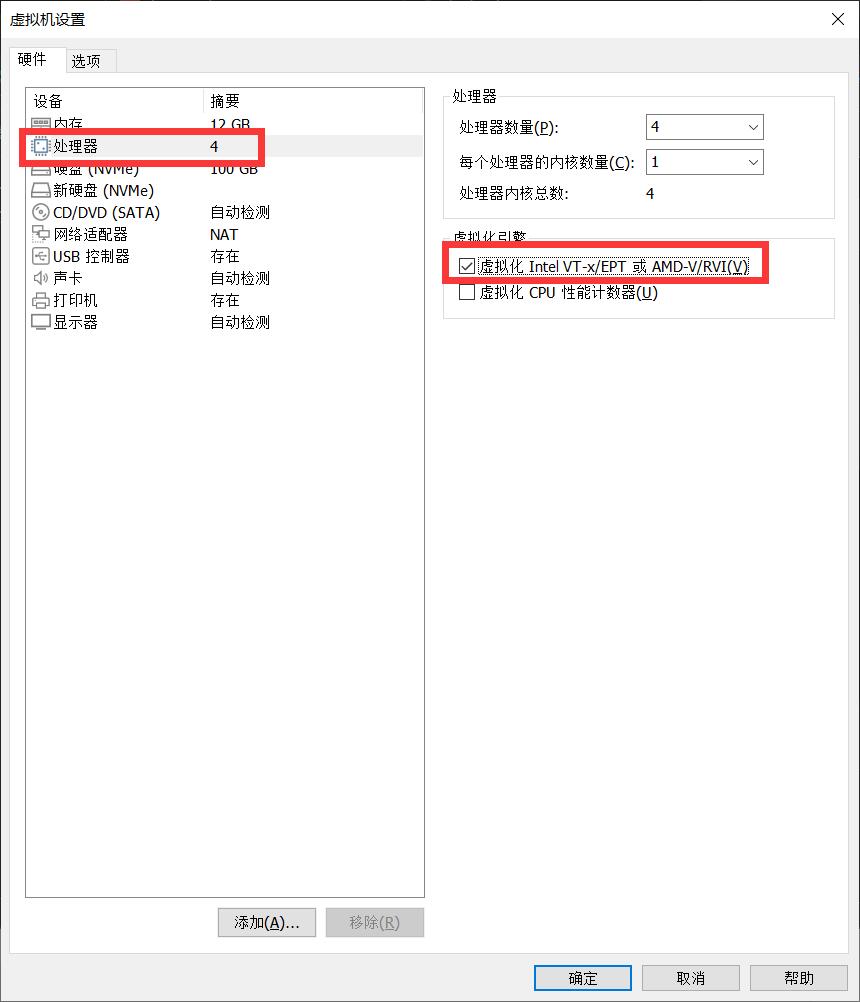 虚拟机设置
硬件 选项
设备 摘要
内存 12 GB
处理器 4
硬盘 (NVMe) 100 GB
新硬盘 (NVMe)
CD/DVD (SATA) 自动检测
网络适配器 NAT
USB 控制器 存在
声卡 自动检测
打印机 存在
显示器 自动检测
添加(A)... 移除(R)
处理器
处理器数量(P): 4
每个处理器的内核数量(C): 1
处理器内核总数: 4
虚拟化引擎
虚拟化 Intel VT-x/EPT 或 AMD-V/RVI(V)
虚拟化 CPU 性能计数器(U)
确定 取消 帮助